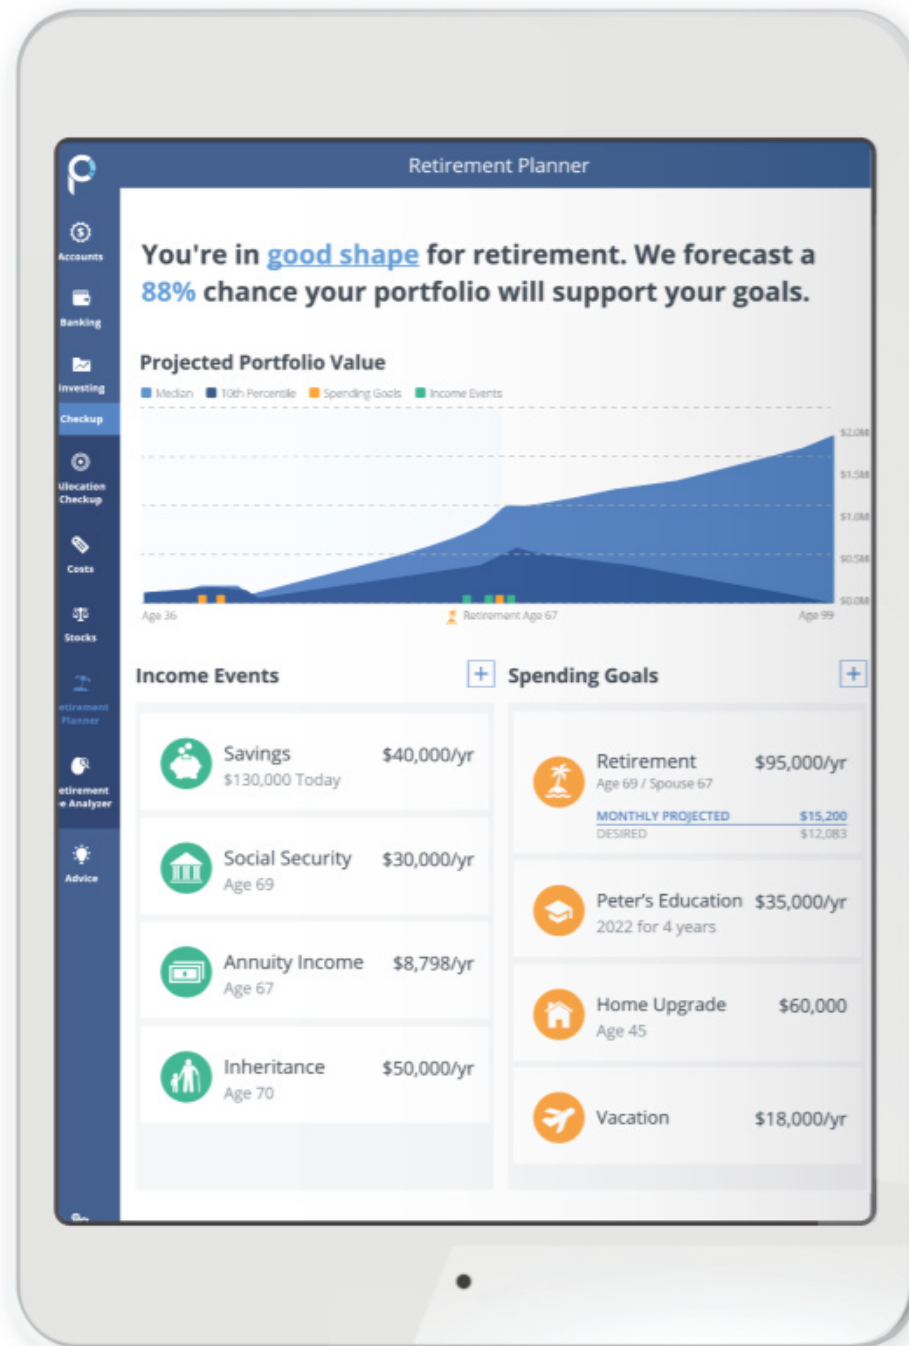 Retirement Planner
Accounts
Banking
Investing
Checkup
llocation
Checkup
Costs
Stocks
etirement
Planner
etirement
e Analyzer
Advice
You're in good shape for retirement. We forecast a
88% chance your portfolio will support your goals.
Projected Portfolio Value
Median 10th Percentile Spending Goals Income Events
$2.0M
$1.5M
$1.0M
$0.5M
$0.0M
Age 36 Retirement Age 67 Age 99
Income Events +
Savings $40,000/yr
$130,000 Today
Social Security $30,000/yr
Age 69
Annuity Income $8,798/yr
Age 67
Inheritance $50,000/yr
Age 70
Spending Goals +
Retirement $95,000/yr
Age 69 / Spouse 67
MONTHLY PROJECTED $15,200
DESIRED $12,083
Peter's Education $35,000/yr
2022 for 4 years
Home Upgrade $60,000
Age 45
Vacation $18,000/yr